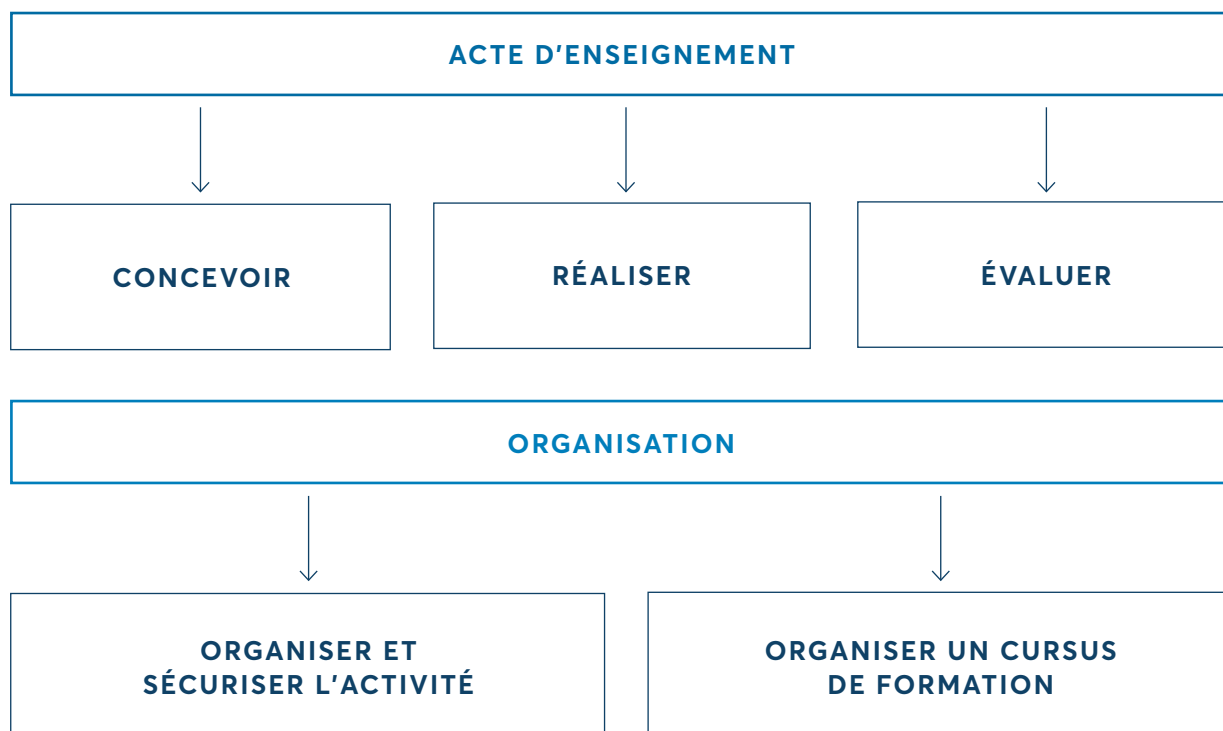 ACTE D'ENSEIGNEMENT
CONCEVOIR
RÉALISER
ÉVALUER
ORGANISATION
ORGANISER ET
SÉCURISER L'ACTIVITÉ
ORGANISER UN CURSUS
DE FORMATION